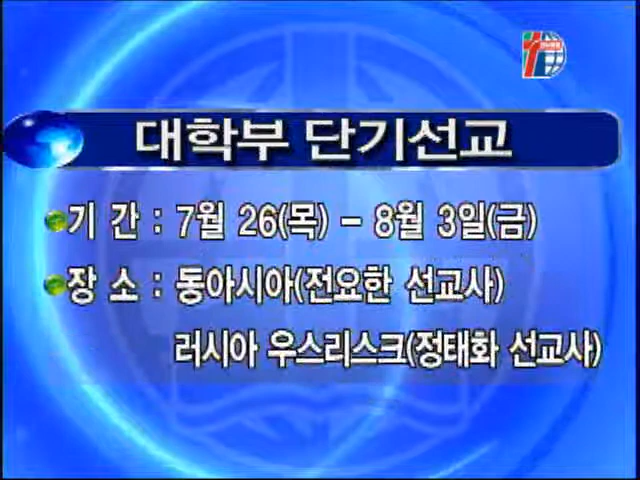 대학부 단기선교
기 간 : 7월 26(목) - 8월 3일(금)
장 소 : 동아시아(전요한 선교사)
러시아 우스리스크(정태화 선교사)